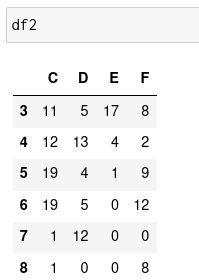 df2
C D E F
3 11 5 17 8
4 12 13 4 2
5 19 4 1 9
6 19 5 0 12
7 1 12 0 0
8 1 0 0 8